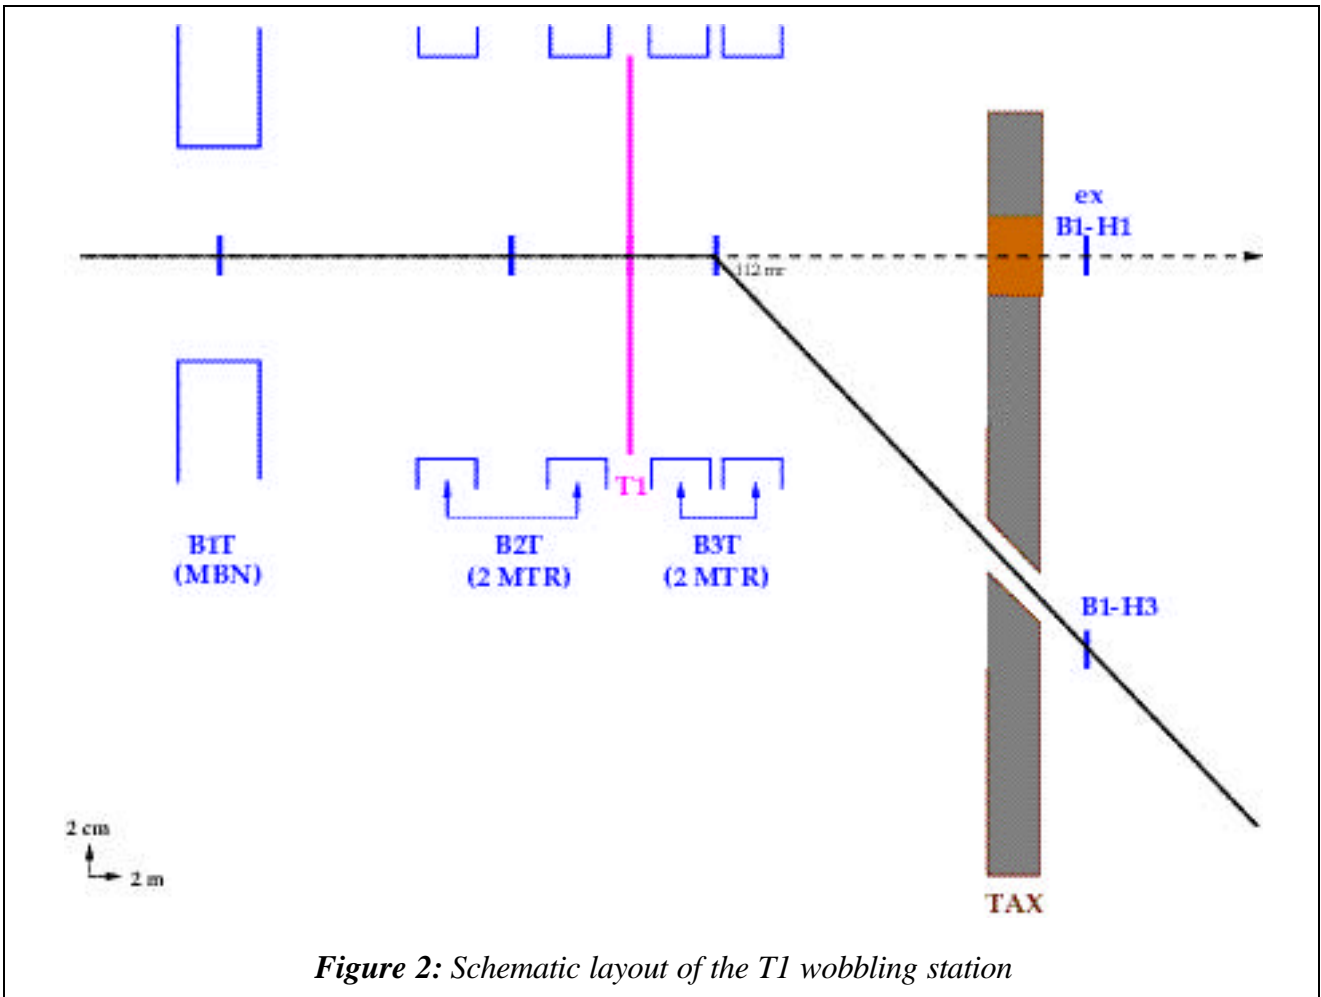 ex
B1-H1
T1
B1T
(MBN)
B2T
(2 MTR)
B3T
(2 MTR)
B1-H3
2 cm
2 m
TAX
Figure 2: Schematic layout of the T1 wobbling station